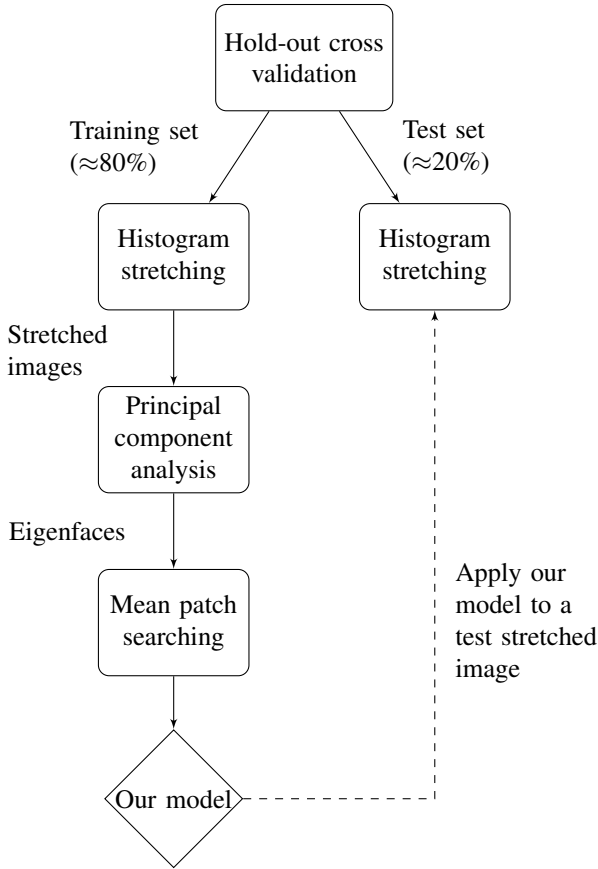 Hold-out cross
validation
Training set
(≈80%)
Test set
(≈20%)
Histogram
stretching
Histogram
stretching
Stretched
images
Principal
component
analysis
Eigenfaces
Mean patch
searching
Apply our
model to a
test stretched
image
Our model